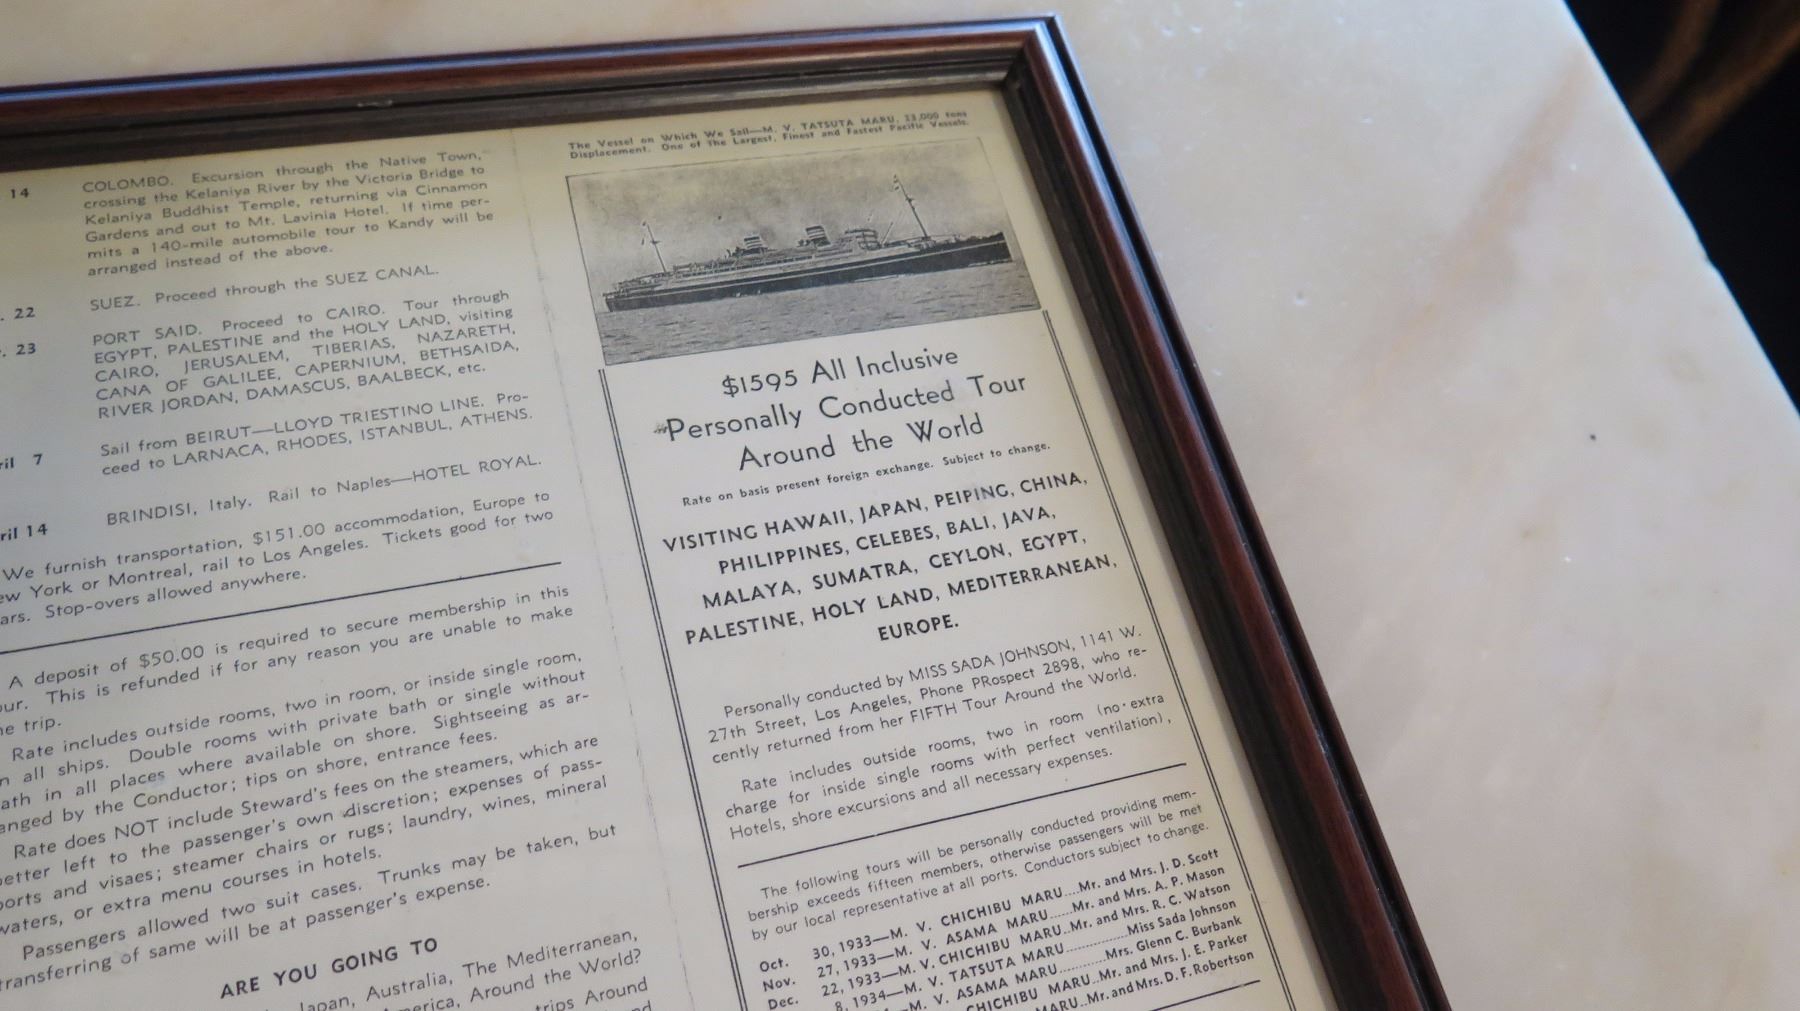 14
COLOMBO. Excursion through the Native Town,
crossing the Kelaniya River by the Victoria Bridge to
Kelaniya Buddhist Temple, returning via Cinnamon
Gardens and out to Mt. Lavinia Hotel. If time per-
mits a 140-mile automobile tour to Kandy will be
arranged instead of the above.
. 22
SUEZ. Proceed through the SUEZ CANAL.
. 23
PORT SAID. Proceed to CAIRO. Tour through
EGYPT, PALESTINE and the HOLY LAND, visiting
CAIRO, JERUSALEM, TIBERIAS, NAZARETH,
CANA OF GALILEE, CAPERNIUM, BETHSAIDA,
RIVER JORDAN, DAMASCUS, BAALBECK, etc.
ril 7
Sail from BEIRUT—LLOYD TRIESTINO LINE. Pro-
ceed to LARNACA, RHODES, ISTANBUL, ATHENS.
ril 14
BRINDISI, Italy. Rail to Naples—HOTEL ROYAL.
We furnish transportation, $151.00 accommodation, Europe to
ew York or Montreal, rail to Los Angeles. Tickets good for two
ars. Stop-overs allowed anywhere.
A deposit of $50.00 is required to secure membership in this
our. This is refunded if for any reason you are unable to make
he trip.
Rate includes outside rooms, two in room, or inside single room,
n all ships. Double rooms with private bath or single without
ath in all places where available on shore. Sightseeing as ar-
anged by the Conductor; tips on shore, entrance fees.
Rate does NOT include Steward's fees on the steamers, which are
better left to the passenger's own discretion; expenses of pass-
ports and visaes; steamer chairs or rugs; laundry, wines, mineral
waters, or extra menu courses in hotels.
Passengers allowed two suit cases. Trunks may be taken, but
transferring of same will be at passenger's expense.
ARE YOU GOING TO
Japan, Australia, The Mediterranean,
merica, Around the World?
trips Around
and
The Vessel on Which We Sail—M. V. TATSUTA MARU, 23,000 tons
Displacement. One of The Largest, Finest and Fastest Pacific Vessels.
$1595 All Inclusive
Personally Conducted Tour
Around the World
Rate on basis present foreign exchange. Subject to change.
VISITING HAWAII, JAPAN, PEIPING, CHINA,
PHILIPPINES, CELEBES, BALI, JAVA,
MALAYA, SUMATRA, CEYLON, EGYPT,
PALESTINE, HOLY LAND, MEDITERRANEAN,
EUROPE.
Personally conducted by MISS SADA JOHNSON, 1141 W.
27th Street, Los Angeles, Phone PRospect 2898, who re-
cently returned from her FIFTH Tour Around the World.
Rate includes outside rooms, two in room (no extra
charge for inside single rooms with perfect ventilation),
Hotels, shore excursions and all necessary expenses.
The following tours will be personally conducted providing mem-
bership exceeds fifteen members, otherwise passengers will be met
by our local representative at all ports. Conductors subject to change.
Oct. 30, 1933—M. V. CHICHIBU MARU....Mr. and Mrs. J. D. Scott
Nov. 27, 1933—M. V. ASAMA MARU......Mr. and Mrs. A. P. Mason
Dec. 22, 1933—M. V. CHICHIBU MARU..Mr. and Mrs. R. C. Watson
8, 1934—M. V. TATSUTA MARU..............Miss Sada Johnson
M. V. ASAMA MARU..........Mrs. Glenn C. Burbank
CHICHIBU MARU..Mr. and Mrs. J. E. Parker
MARU..Mr. and Mrs. D. F. Robertson